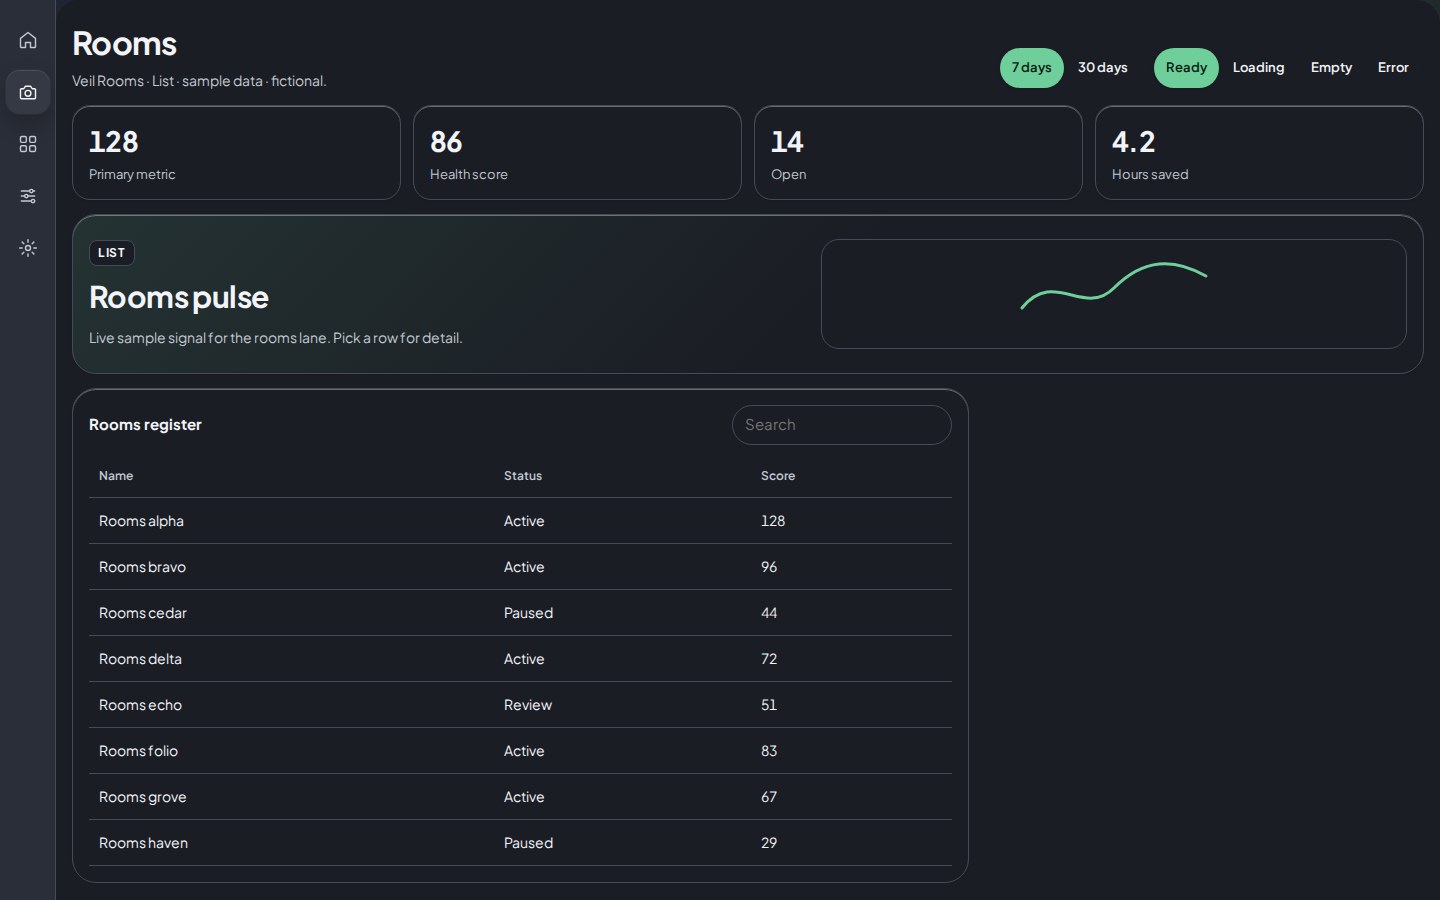 Rooms
Veil Rooms · List · sample data · fictional.
7 days 30 days Ready Loading Empty Error
128
Primary metric
86
Health score
14
Open
4.2
Hours saved
LIST
Rooms pulse
Live sample signal for the rooms lane. Pick a row for detail.
Rooms register
Search
Name Status Score
Rooms alpha Active 128
Rooms bravo Active 96
Rooms cedar Paused 44
Rooms delta Active 72
Rooms echo Review 51
Rooms folio Active 83
Rooms grove Active 67
Rooms haven Paused 29